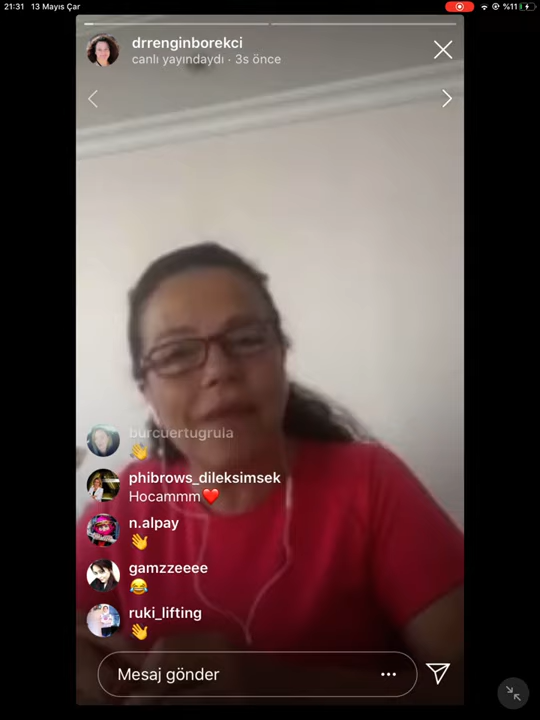 21:31 13 Mayıs Çar
%11
drrenginborekci
canlı yayındaydı · 3s önce
burcuertugrula
👋
phibrows_dileksimsek
Hocammm❤️
n.alpay
👋
gamzzeeee
😂
ruki_lifting
👋
Mesaj gönder